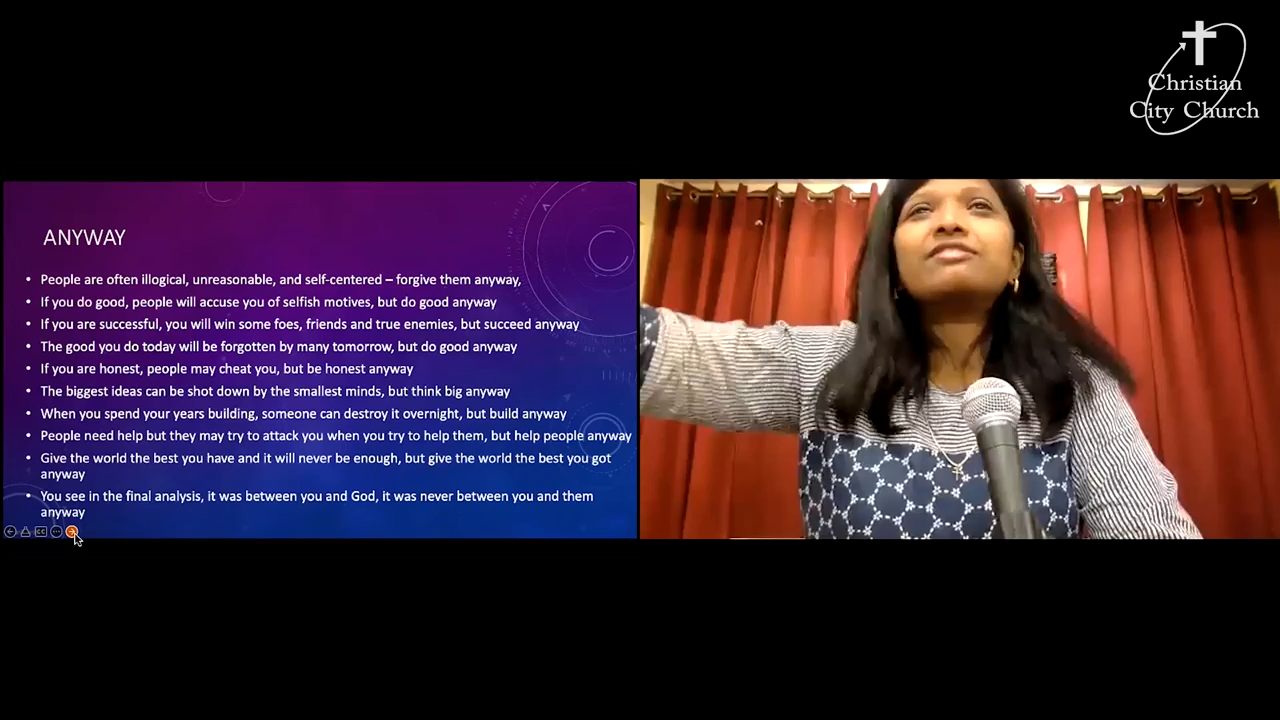 Christian
City Church
ANYWAY
• People are often illogical, unreasonable, and self-centered – forgive them anyway,
• If you do good, people will accuse you of selfish motives, but do good anyway
• If you are successful, you will win some foes, friends and true enemies, but succeed anyway
• The good you do today will be forgotten by many tomorrow, but do good anyway
• If you are honest, people may cheat you, but be honest anyway
• The biggest ideas can be shot down by the smallest minds, but think big anyway
• When you spend your years building, someone can destroy it overnight, but build anyway
• People need help but they may try to attack you when you try to help them, but help people anyway
• Give the world the best you have and it will never be enough, but give the world the best you got
anyway
• You see in the final analysis, it was between you and God, it was never between you and them
anyway